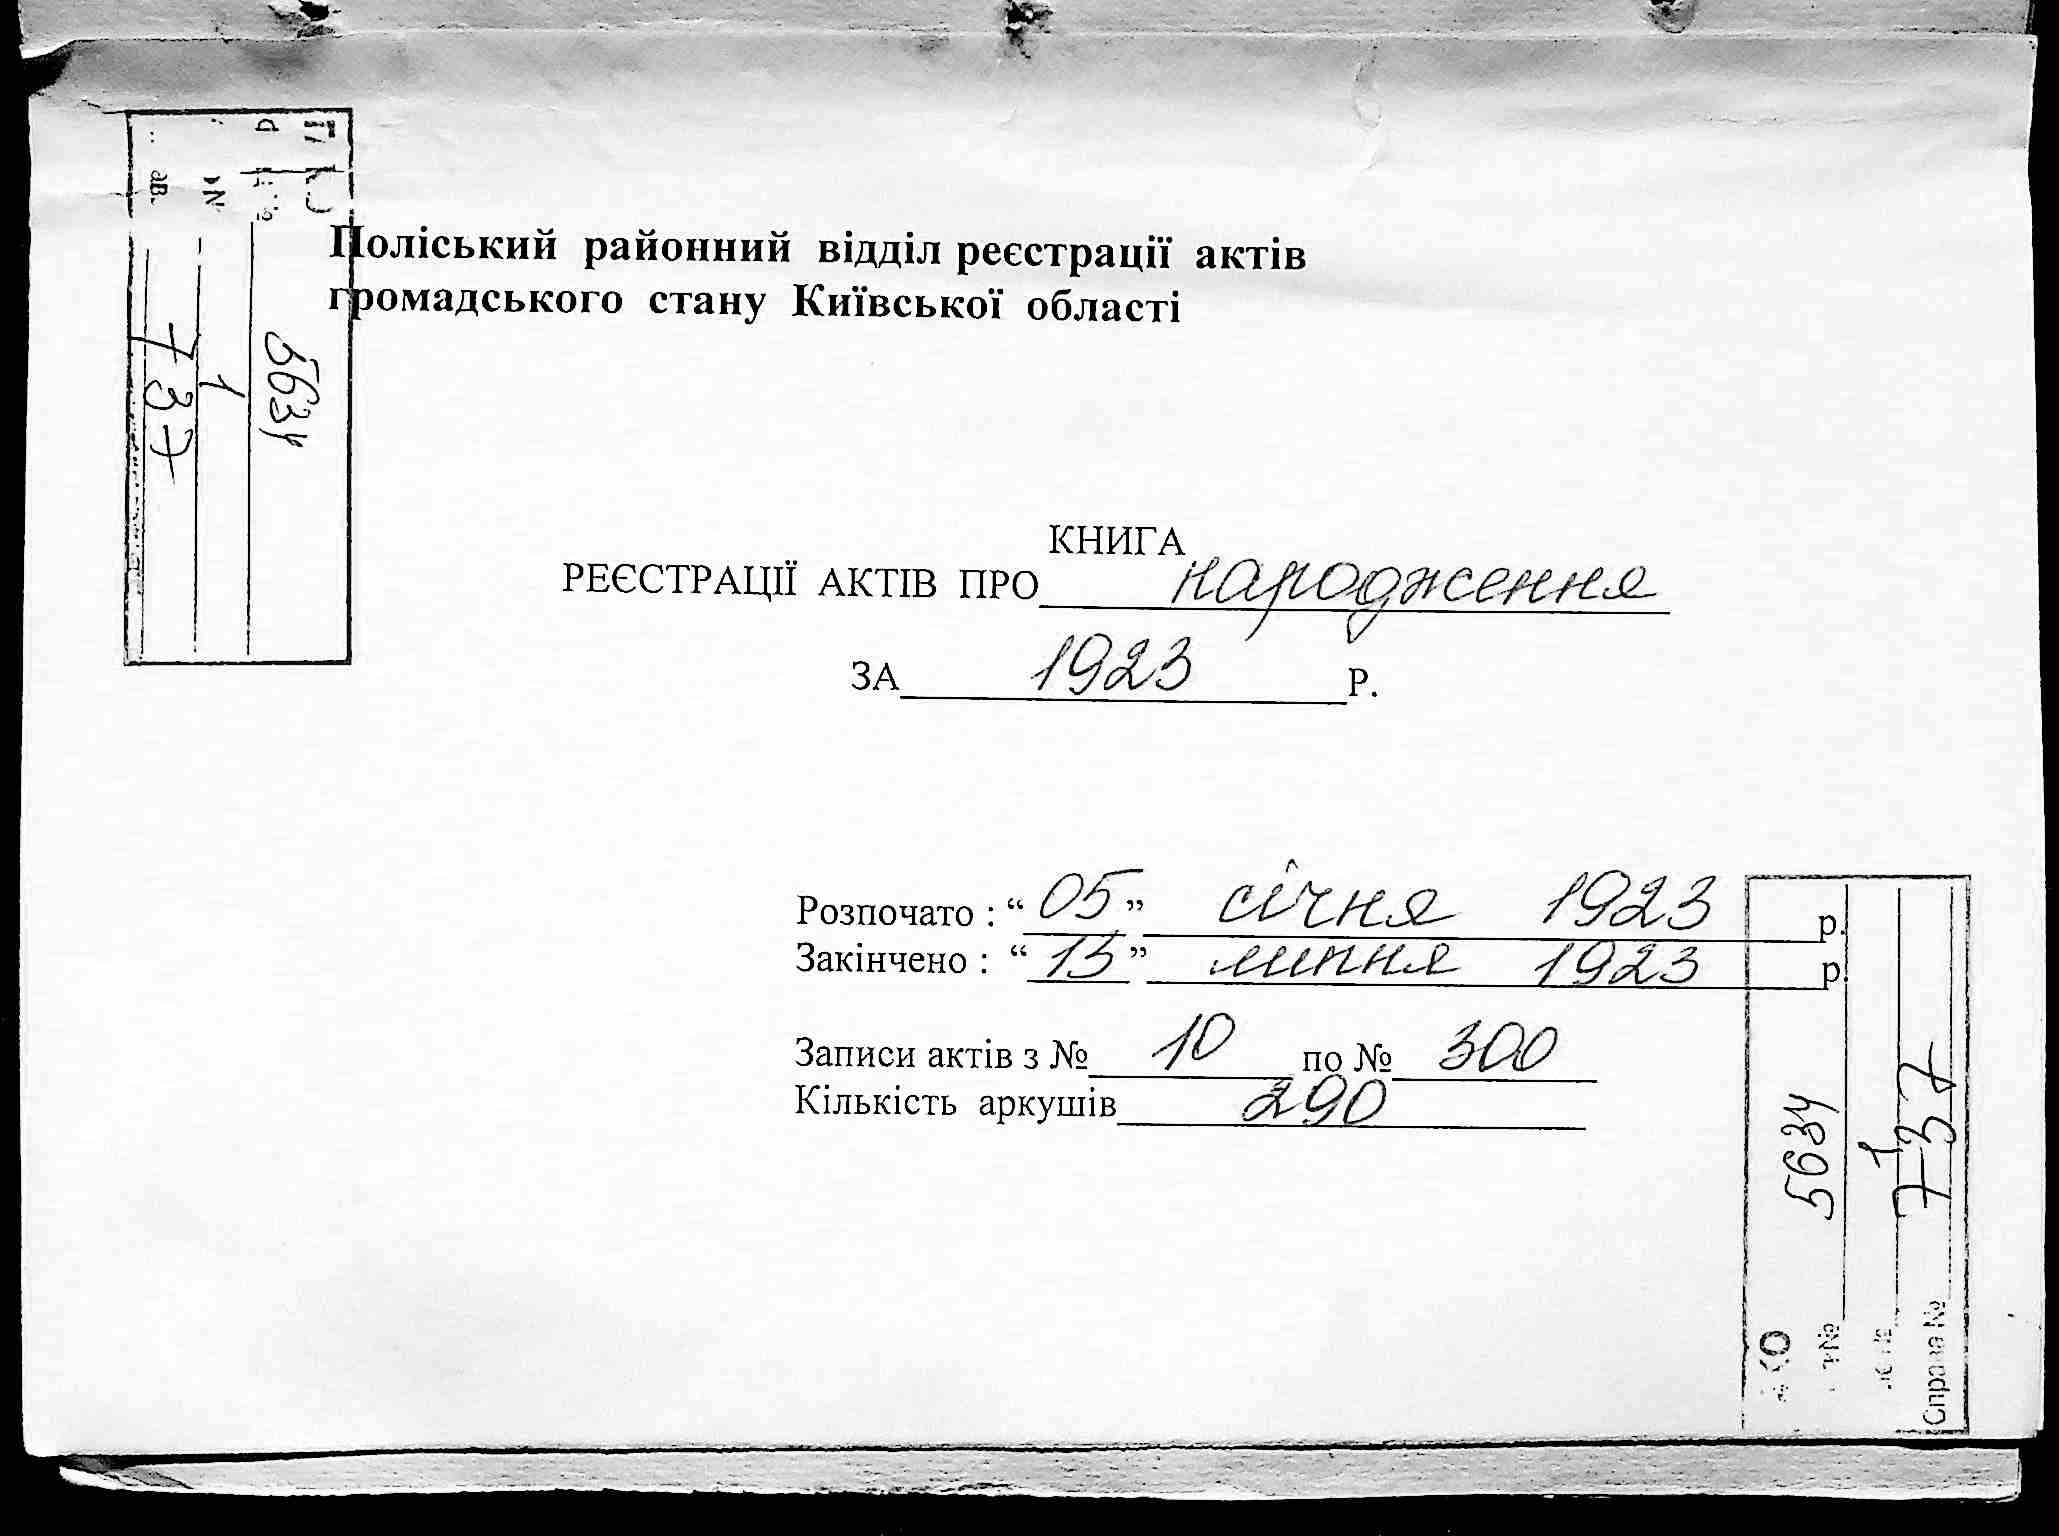 Поліський районний відділ реєстрації актів
громадського стану Київської області
5634
1
737
КНИГА
РЕЄСТРАЦІЇ АКТІВ ПРО народження
ЗА 1923 Р.
Розпочато : “ 05 ” січня 1923 р.
Закінчено : “ 13 ” липня 1923 р.
Записи актів з № 10 по № 300
Кількість аркушів 290
5634
1
Справа № 737